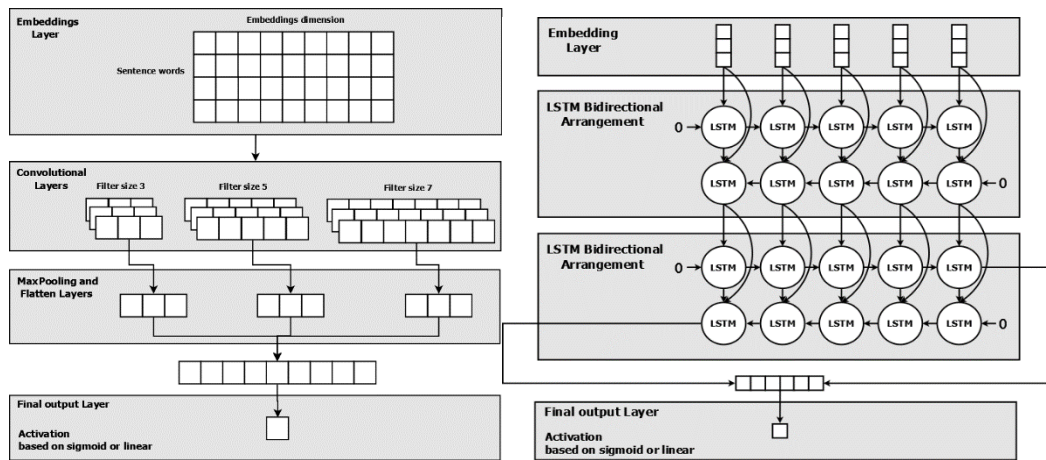 Embeddings
Layer
Embeddings dimension
Sentence words
Convolutional
Layers
Filter size 3
Filter size 5
Filter size 7
MaxPooling and
Flatten Layers
Final output Layer
Activation
based on sigmoid or linear
Embedding
Layer
LSTM Bidirectional
Arrangement
0 LSTM LSTM LSTM LSTM LSTM
LSTM LSTM LSTM LSTM LSTM 0
LSTM Bidirectional
Arrangement
0 LSTM LSTM LSTM LSTM LSTM
LSTM LSTM LSTM LSTM LSTM 0
Final output Layer
Activation
based on sigmoid or linear